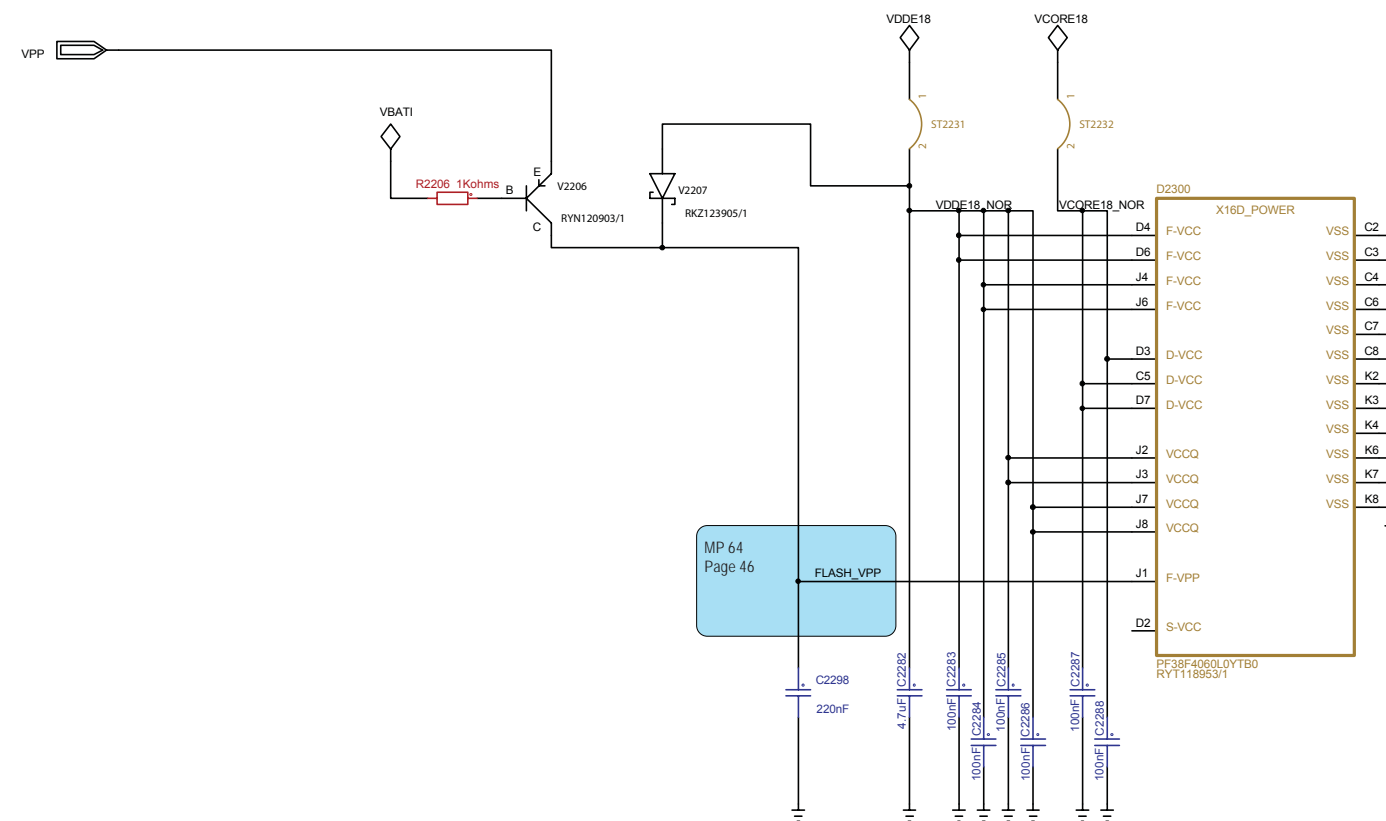 VDDE18
VCORE18
VPP
VBATI
1
ST2231
2
1
ST2232
2
R2206 1Kohms
B
E
C
V2206
RYN120903/1
V2207
RKZ123905/1
VDDE18_NOR
VCORE18_NOR
D2300
X16D_POWER
D4 F-VCC VSS C2
D6 F-VCC VSS C3
J4 F-VCC VSS C4
J6 F-VCC VSS C6
VSS C7
D3 D-VCC VSS C8
C5 D-VCC VSS K2
D7 D-VCC VSS K3
VSS K4
J2 VCCQ VSS K6
J3 VCCQ VSS K7
J7 VCCQ VSS K8
J8 VCCQ
MP 64
Page 46
FLASH_VPP
J1 F-VPP
D2 S-VCC
PF38F4060L0YTB0
RYT118953/1
C2298
220nF
C2282
4.7uF
C2283
100nF
C2284
100nF
C2285
100nF
C2286
100nF
C2287
100nF
C2288
100nF